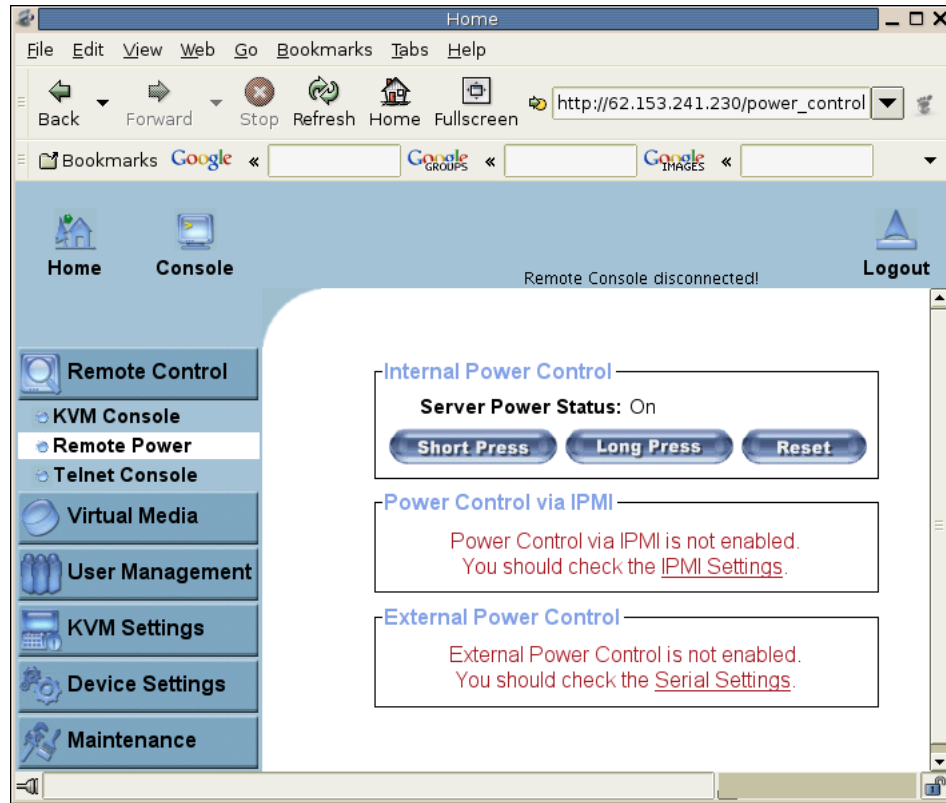 Home
File Edit View Web Go Bookmarks Tabs Help
Back Forward Stop Refresh Home Fullscreen http://62.153.241.230/power_control
Bookmarks Google « Google GROUPS « Google IMAGES «
Home Console Remote Console disconnected! Logout
Remote Control
KVM Console
Remote Power
Telnet Console
Virtual Media
User Management
KVM Settings
Device Settings
Maintenance
Internal Power Control
Server Power Status: On
Short Press Long Press Reset
Power Control via IPMI
Power Control via IPMI is not enabled.
You should check the IPMI Settings.
External Power Control
External Power Control is not enabled.
You should check the Serial Settings.